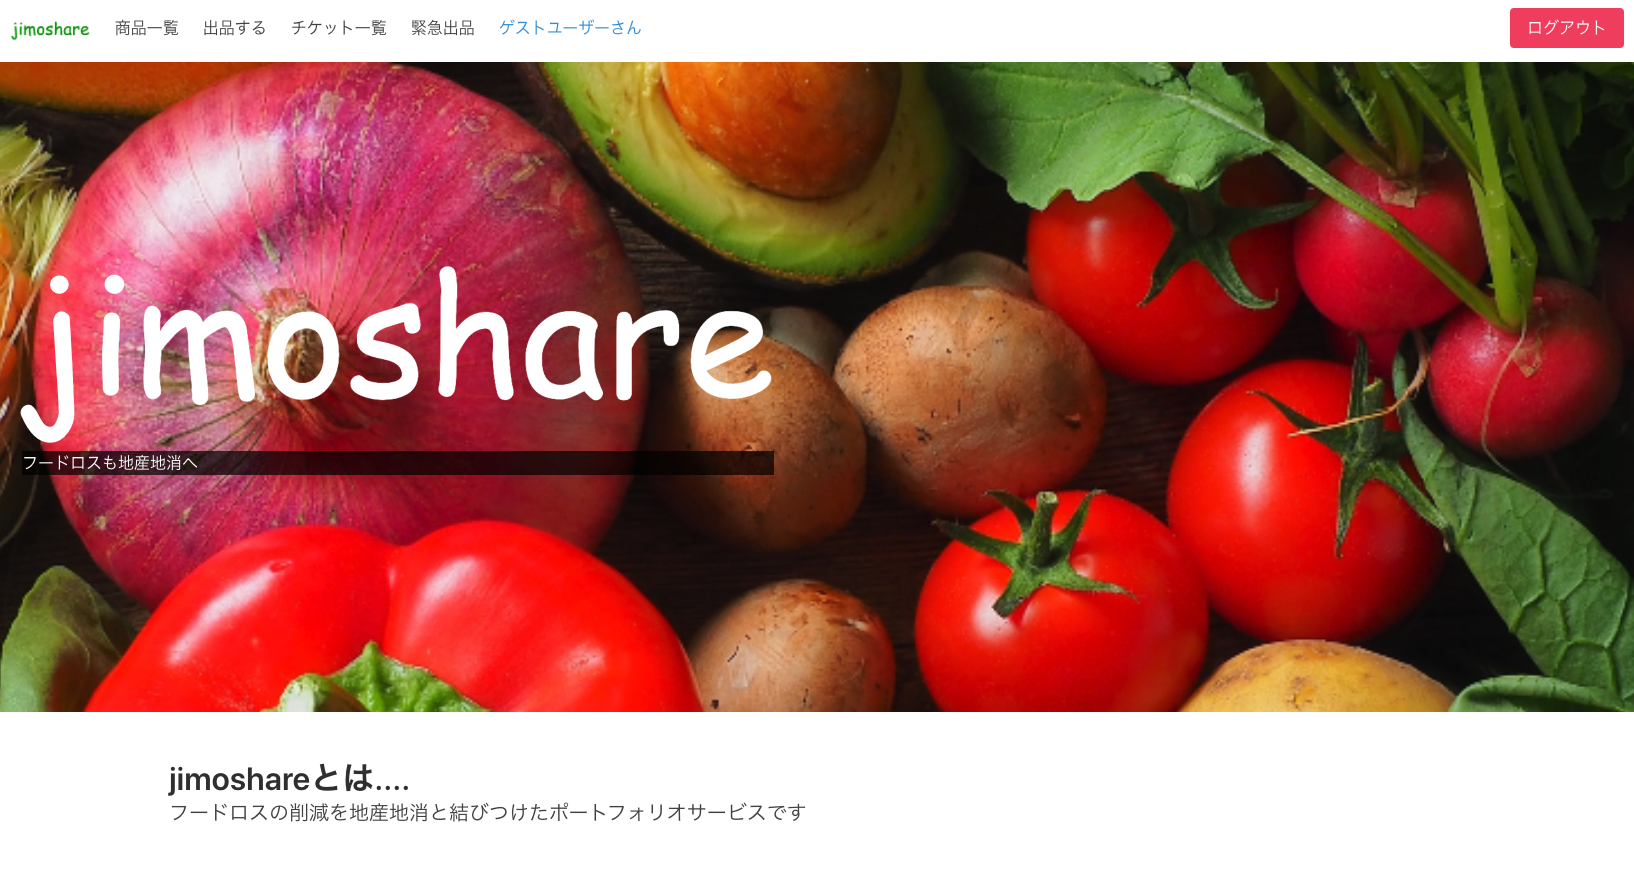 jimoshare 商品一覧 出品する チケット一覧 緊急出品 ゲストユーザーさん ログアウト
jimoshare
フードロスも地産地消へ
jimoshareとは....
フードロスの削減を地産地消と結びつけたポートフォリオサービスです